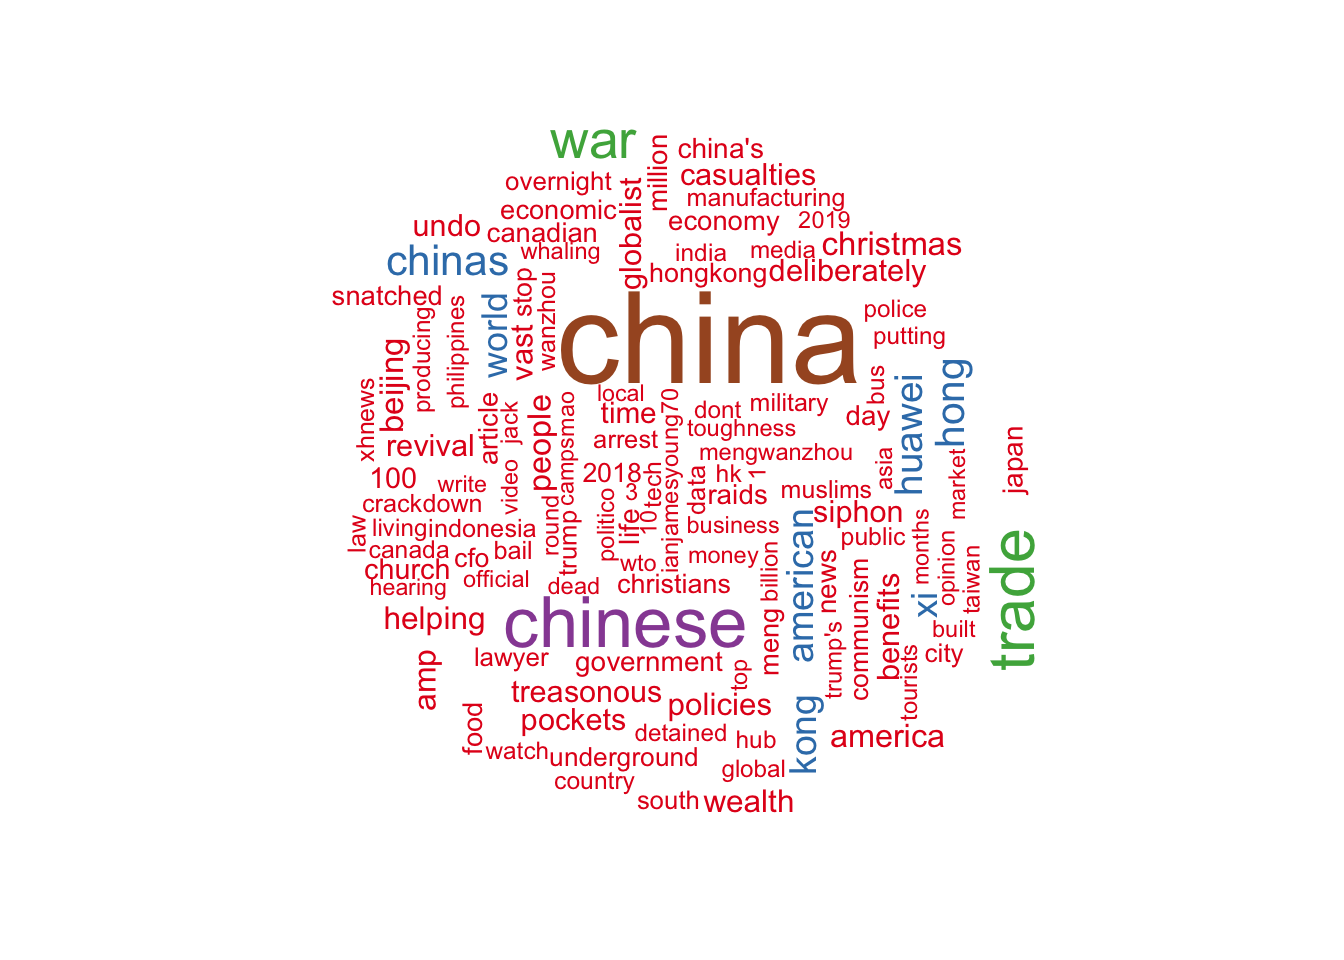 war
million
china's
casualties
overnight
globalist
manufacturing
economic
economy
2019
undo
canadian
whaling
india
media
christmas
chinas
hongkong
deliberately
snatched
world
vast
stop
wanzhou
china
police
putting
producing
philippines
beijing
xhnews
local
time
dont
military
bus
day
huawei
hong
japan
article
jack
people
campsmao
arrest
ianjamesyoung70
toughness
mengwanzhou
revival
100
write
video
2018
3
tech
data
hk
1
asia
market
crackdown
raids
muslims
siphon
law
livingindonesia
round
trump
politico
life
10
business
public
months
opinion
taiwan
trade
canada
cfo
bail
wto
money
billion
american
news
church
hearing
official
dead
christians
communism
benefits
xi
helping
chinese
meng
trump's
built
city
tourists
amp
lawyer
government
top
treasonous
policies
pockets
kong
america
food
detained
hub
watch
underground
global
country
south
wealth